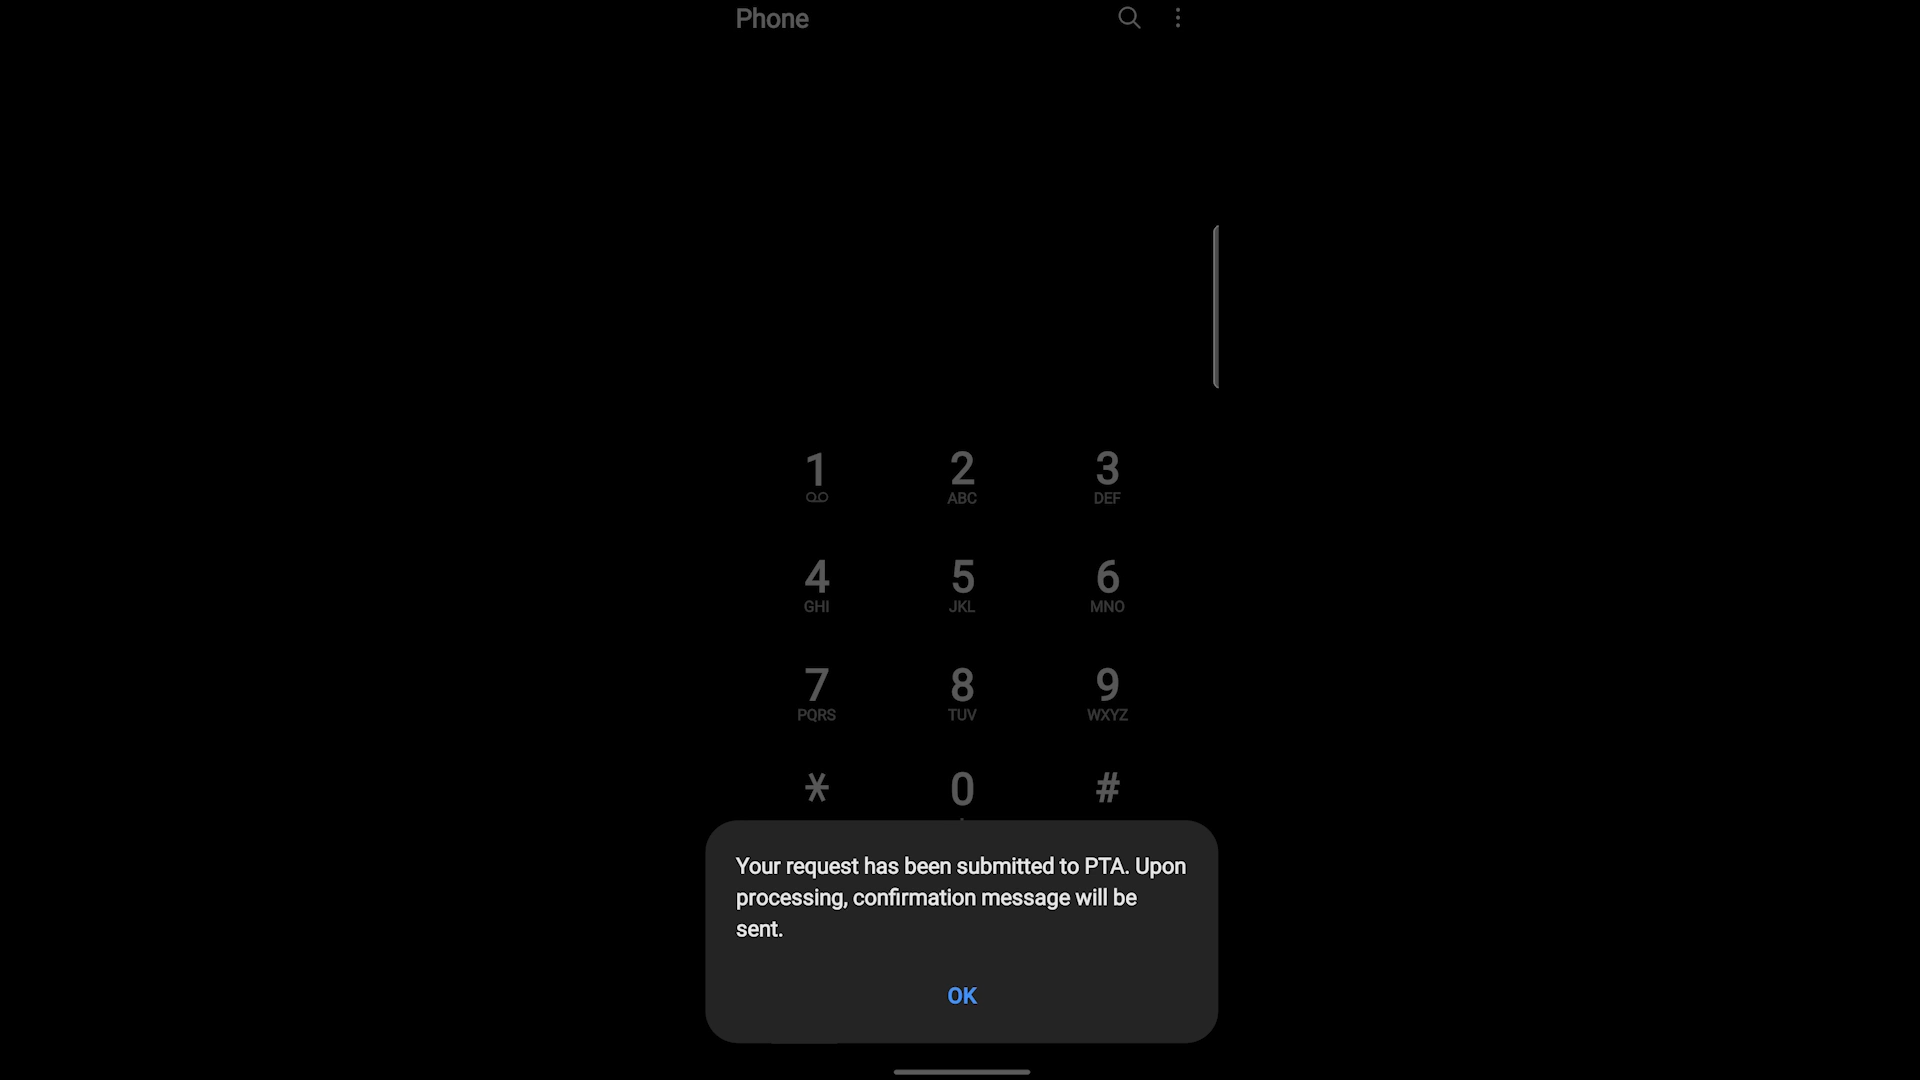 Phone
1 2 3
ABC DEF
4 5 6
GHI JKL MNO
7 8 9
PQRS TUV WXYZ
* 0 #
Your request has been submitted to PTA. Upon
processing, confirmation message will be
sent.
OK